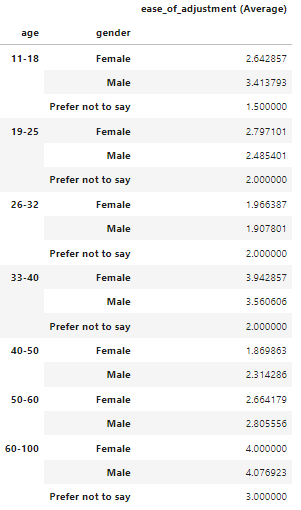 ease_of_adjustment (Average)
age gender
11-18 Female 2.642857
Male 3.413793
Prefer not to say 1.500000
19-25 Female 2.797101
Male 2.485401
Prefer not to say 2.000000
26-32 Female 1.966387
Male 1.907801
Prefer not to say 2.000000
33-40 Female 3.942857
Male 3.560606
Prefer not to say 2.000000
40-50 Female 1.869863
Male 2.314286
50-60 Female 2.664179
Male 2.805556
60-100 Female 4.000000
Male 4.076923
Prefer not to say 3.000000